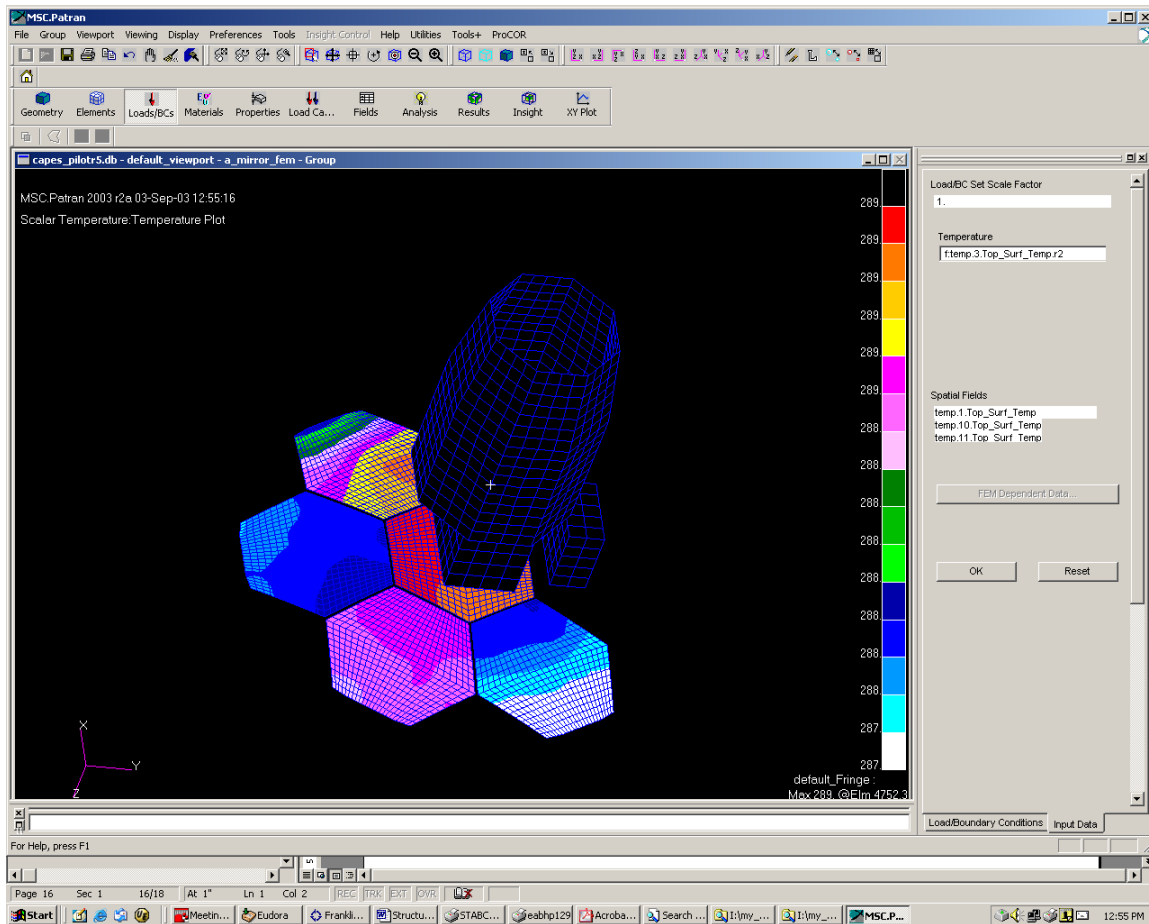 MSC.Patran
File Group Viewport Viewing Display Preferences Tools Insight Control Help Utilities Tools+ ProCOR
Geometry Elements Loads/BCs Materials Properties Load Ca... Fields Analysis Results Insight XY Plot
capes_pilotr5.db - default_viewport - a_mirror_fem - Group
MSC.Patran 2003 r2a 03-Sep-03 12:55:16
Scalar Temperature:Temperature Plot
289.
289.
289.
289.
289.
289.
288.
288.
288.
288.
288.
288.
288.
288.
287.
287.
default_Fringe :
Max 289. @Elm 4752.3
X
Y
Z
Load/BC Set Scale Factor
1.
Temperature
f:temp.3.Top_Surf_Temp.r2
Spatial Fields
temp.1.Top_Surf_Temp
temp.10.Top_Surf_Temp
temp.11.Top_Surf_Temp
FEM Dependent Data...
OK Reset
Load/Boundary Conditions Input Data
For Help, press F1
Page 16 Sec 1 16/18 At 1" Ln 1 Col 2 REC TRK EXT OVR
Start Meetin... Eudora Frankli... Structu... STABC... eabhp129 Acroba... Search ... I:\my_... I:\my_... MSC.P... 12:55 PM